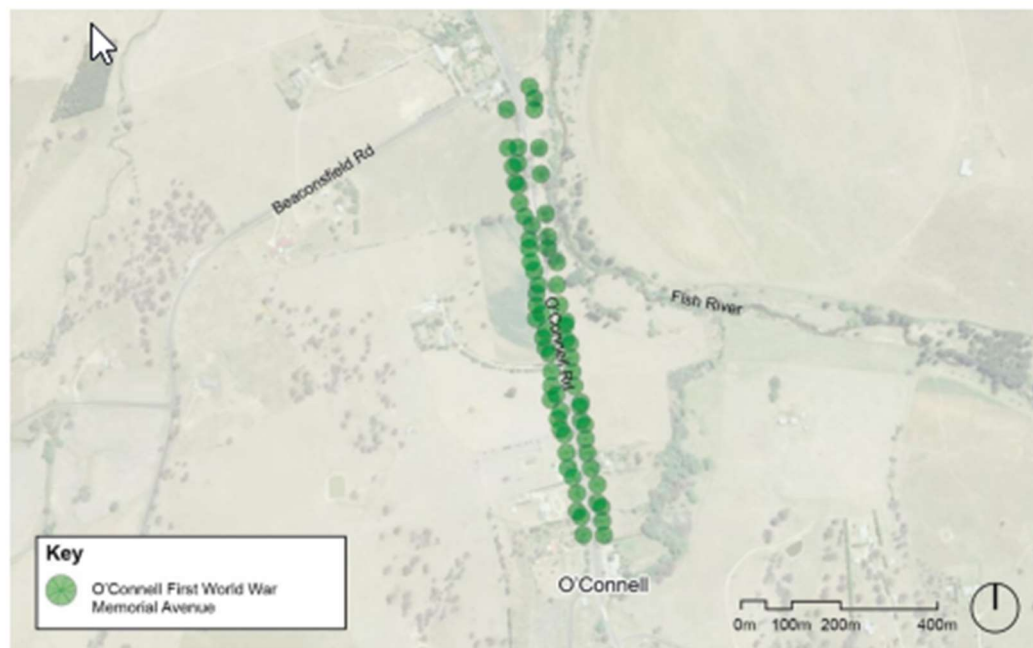 Beaconsfield Rd
Fish River
O'Connell Rd
Key
O'Connell First World War
Memorial Avenue
O'Connell
0m 100m 200m 400m